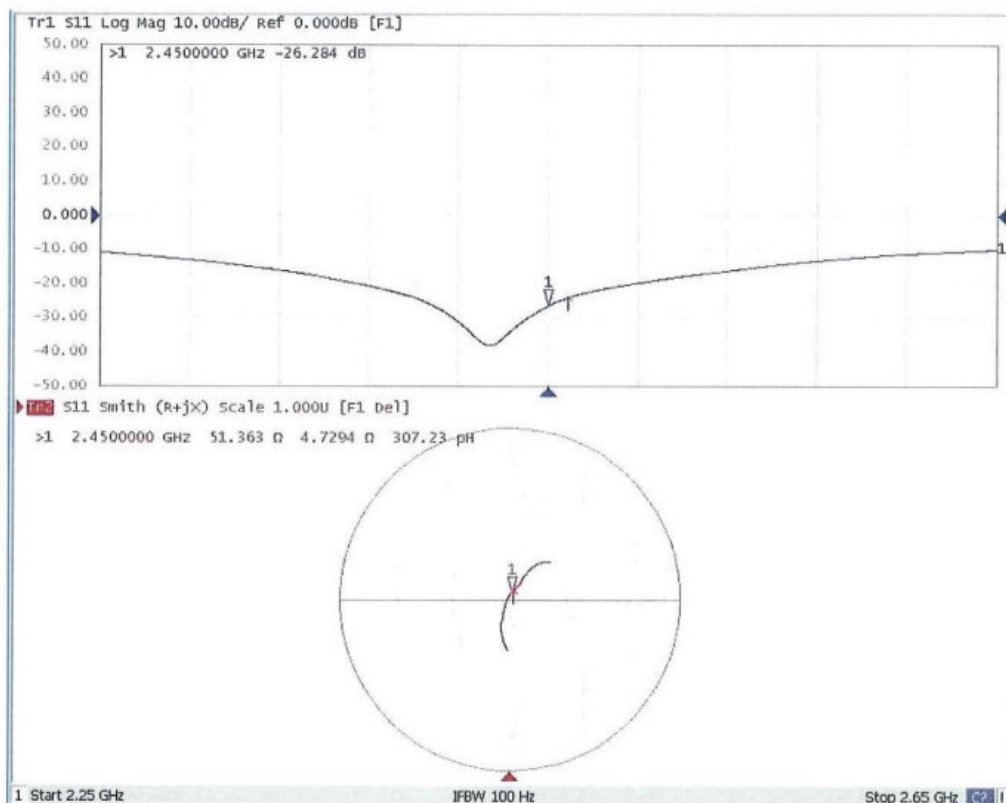 Tr1 S11 Log Mag 10.00dB/ Ref 0.000dB [F1]
50.00
>1 2.4500000 GHz -26.284 dB
40.00
30.00
20.00
10.00
0.000
-10.00
1
-20.00
1
-30.00
-40.00
-50.00
Tr2 S11 Smith (R+jX) Scale 1.000U [F1 Del]
>1 2.4500000 GHz 51.363 Ω 4.7294 Ω 307.23 pH
1
1 Start 2.25 GHz IFBW 100 Hz Stop 2.65 GHz C?